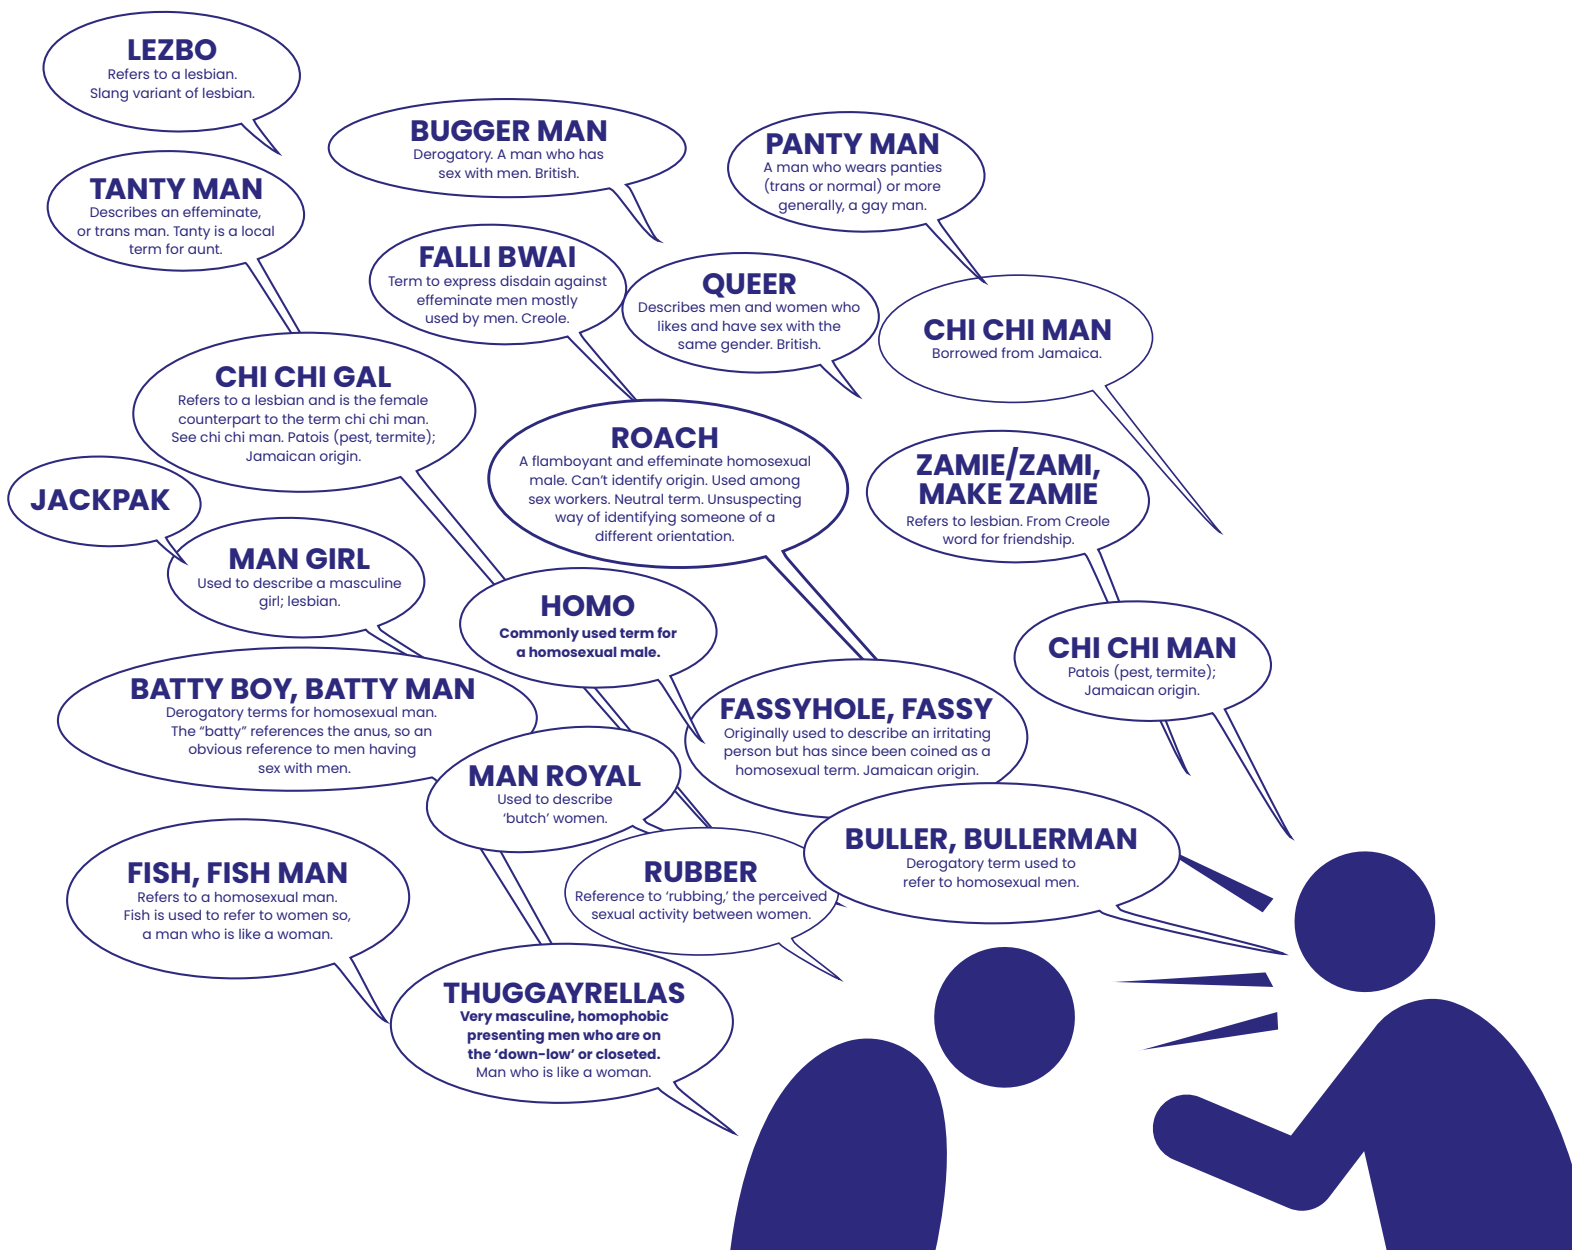 LEZBO
Refers to a lesbian.
Slang variant of lesbian.
BUGGER MAN
Derogatory. A man who has
sex with men. British.
PANTY MAN
A man who wears panties
(trans or normal) or more
generally, a gay man.
TANTY MAN
Describes an effeminate,
or trans man. Tanty is a local
term for aunt.
FALLI BWAI
Term to express disdain against
effeminate men mostly
used by men. Creole.
QUEER
Describes men and women who
likes and have sex with the
same gender. British.
CHI CHI MAN
Borrowed from Jamaica.
CHI CHI GAL
Refers to a lesbian and is the female
counterpart to the term chi chi man.
See chi chi man. Patois (pest, termite);
Jamaican origin.
ROACH
A flamboyant and effeminate homosexual
male. Can’t identify origin. Used among
sex workers. Neutral term. Unsuspecting
way of identifying someone of a
different orientation.
ZAMIE/ZAMI,
MAKE ZAMIE
Refers to lesbian. From Creole
word for friendship.
JACKPAK
MAN GIRL
Used to describe a masculine
girl; lesbian.
HOMO
Commonly used term for
a homosexual male.
CHI CHI MAN
Patois (pest, termite);
Jamaican origin.
BATTY BOY, BATTY MAN
Derogatory terms for homosexual man.
The “batty” references the anus, so an
obvious reference to men having
sex with men.
FASSYHOLE, FASSY
Originally used to describe an irritating
person but has since been coined as a
homosexual term. Jamaican origin.
MAN ROYAL
Used to describe
‘butch’ women.
BULLER, BULLERMAN
Derogatory term used to
refer to homosexual men.
FISH, FISH MAN
Refers to a homosexual man.
Fish is used to refer to women so,
a man who is like a woman.
RUBBER
Reference to ‘rubbing,’ the perceived
sexual activity between women.
THUGGAYRELLAS
Very masculine, homophobic
presenting men who are on
the ‘down-low’ or closeted.
Man who is like a woman.